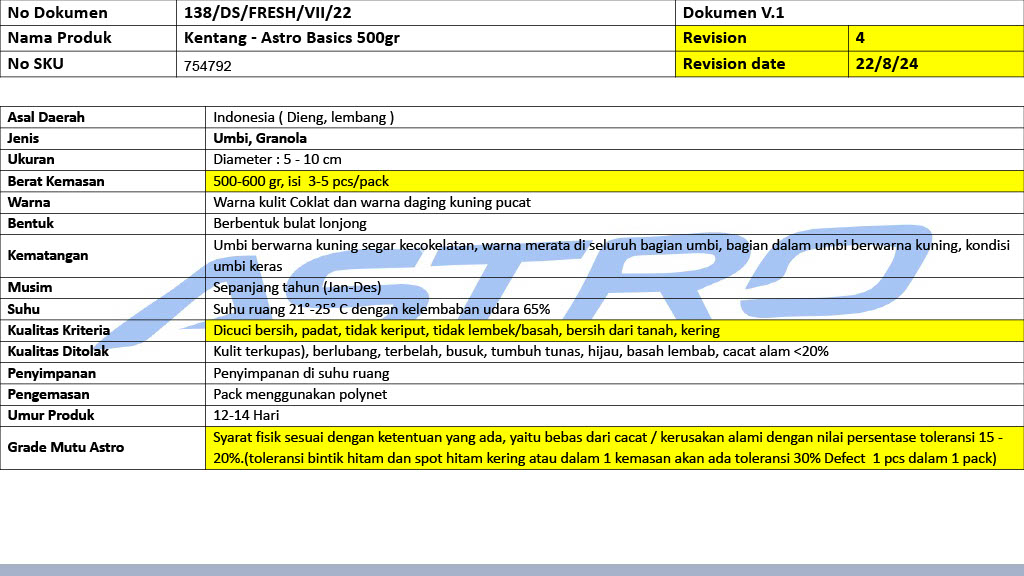 No Dokumen 138/DS/FRESH/VII/22 Dokumen V.1
Nama Produk Kentang - Astro Basics 500gr Revision 4
No SKU 754792 Revision date 22/8/24
Asal Daerah Indonesia ( Dieng, lembang )
Jenis Umbi, Granola
Ukuran Diameter : 5 - 10 cm
Berat Kemasan 500-600 gr, isi 3-5 pcs/pack
Warna Warna kulit Coklat dan warna daging kuning pucat
Bentuk Berbentuk bulat lonjong
Kematangan Umbi berwarna kuning segar kecokelatan, warna merata di seluruh bagian umbi, bagian dalam umbi berwarna kuning, kondisi
umbi keras
Musim Sepanjang tahun (Jan-Des)
Suhu Suhu ruang 21°-25° C dengan kelembaban udara 65%
Kualitas Kriteria Dicuci bersih, padat, tidak keriput, tidak lembek/basah, bersih dari tanah, kering
Kualitas Ditolak Kulit terkupas), berlubang, terbelah, busuk, tumbuh tunas, hijau, basah lembab, cacat alam <20%
Penyimpanan Penyimpanan di suhu ruang
Pengemasan Pack menggunakan polynet
Umur Produk 12-14 Hari
Grade Mutu Astro Syarat fisik sesuai dengan ketentuan yang ada, yaitu bebas dari cacat / kerusakan alami dengan nilai persentase toleransi 15 -
20%.(toleransi bintik hitam dan spot hitam kering atau dalam 1 kemasan akan ada toleransi 30% Defect 1 pcs dalam 1 pack)
ASTRO